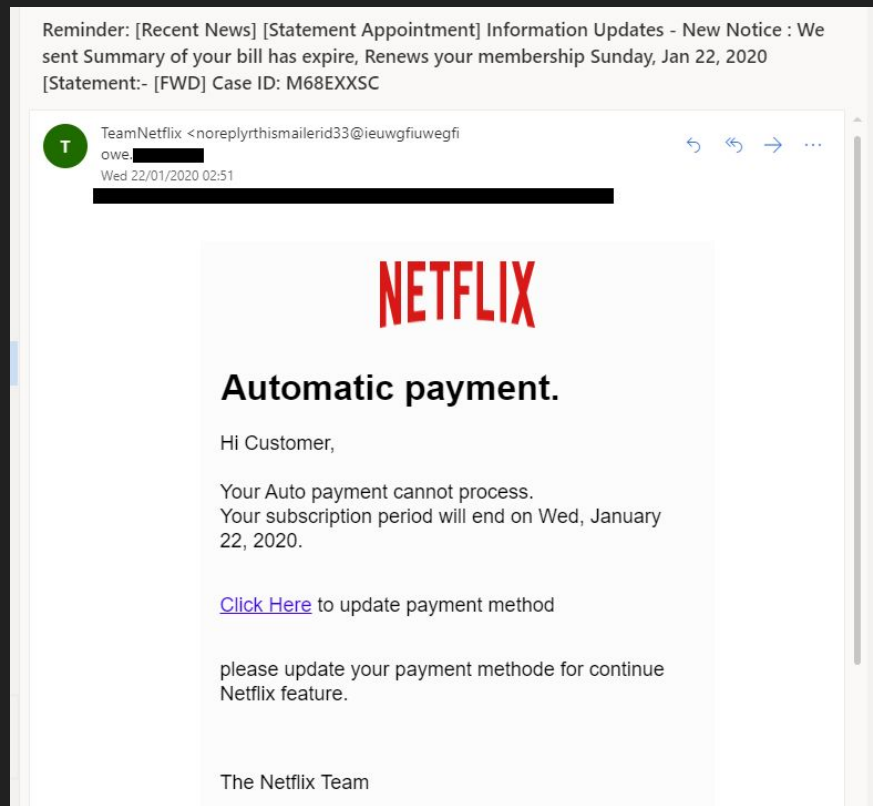 Reminder: [Recent News] [Statement Appointment] Information Updates - New Notice : We
sent Summary of your bill has expire, Renews your membership Sunday, Jan 22, 2020
[Statement:- [FWD] Case ID: M68EXXSC
T
TeamNetflix <noreplyrthismailerid33@ieuwgfiuwegfi
owe.
Wed 22/01/2020 02:51
NETFLIX
Automatic payment.
Hi Customer,
Your Auto payment cannot process.
Your subscription period will end on Wed, January
22, 2020.
Click Here to update payment method
please update your payment methode for continue
Netflix feature.
The Netflix Team